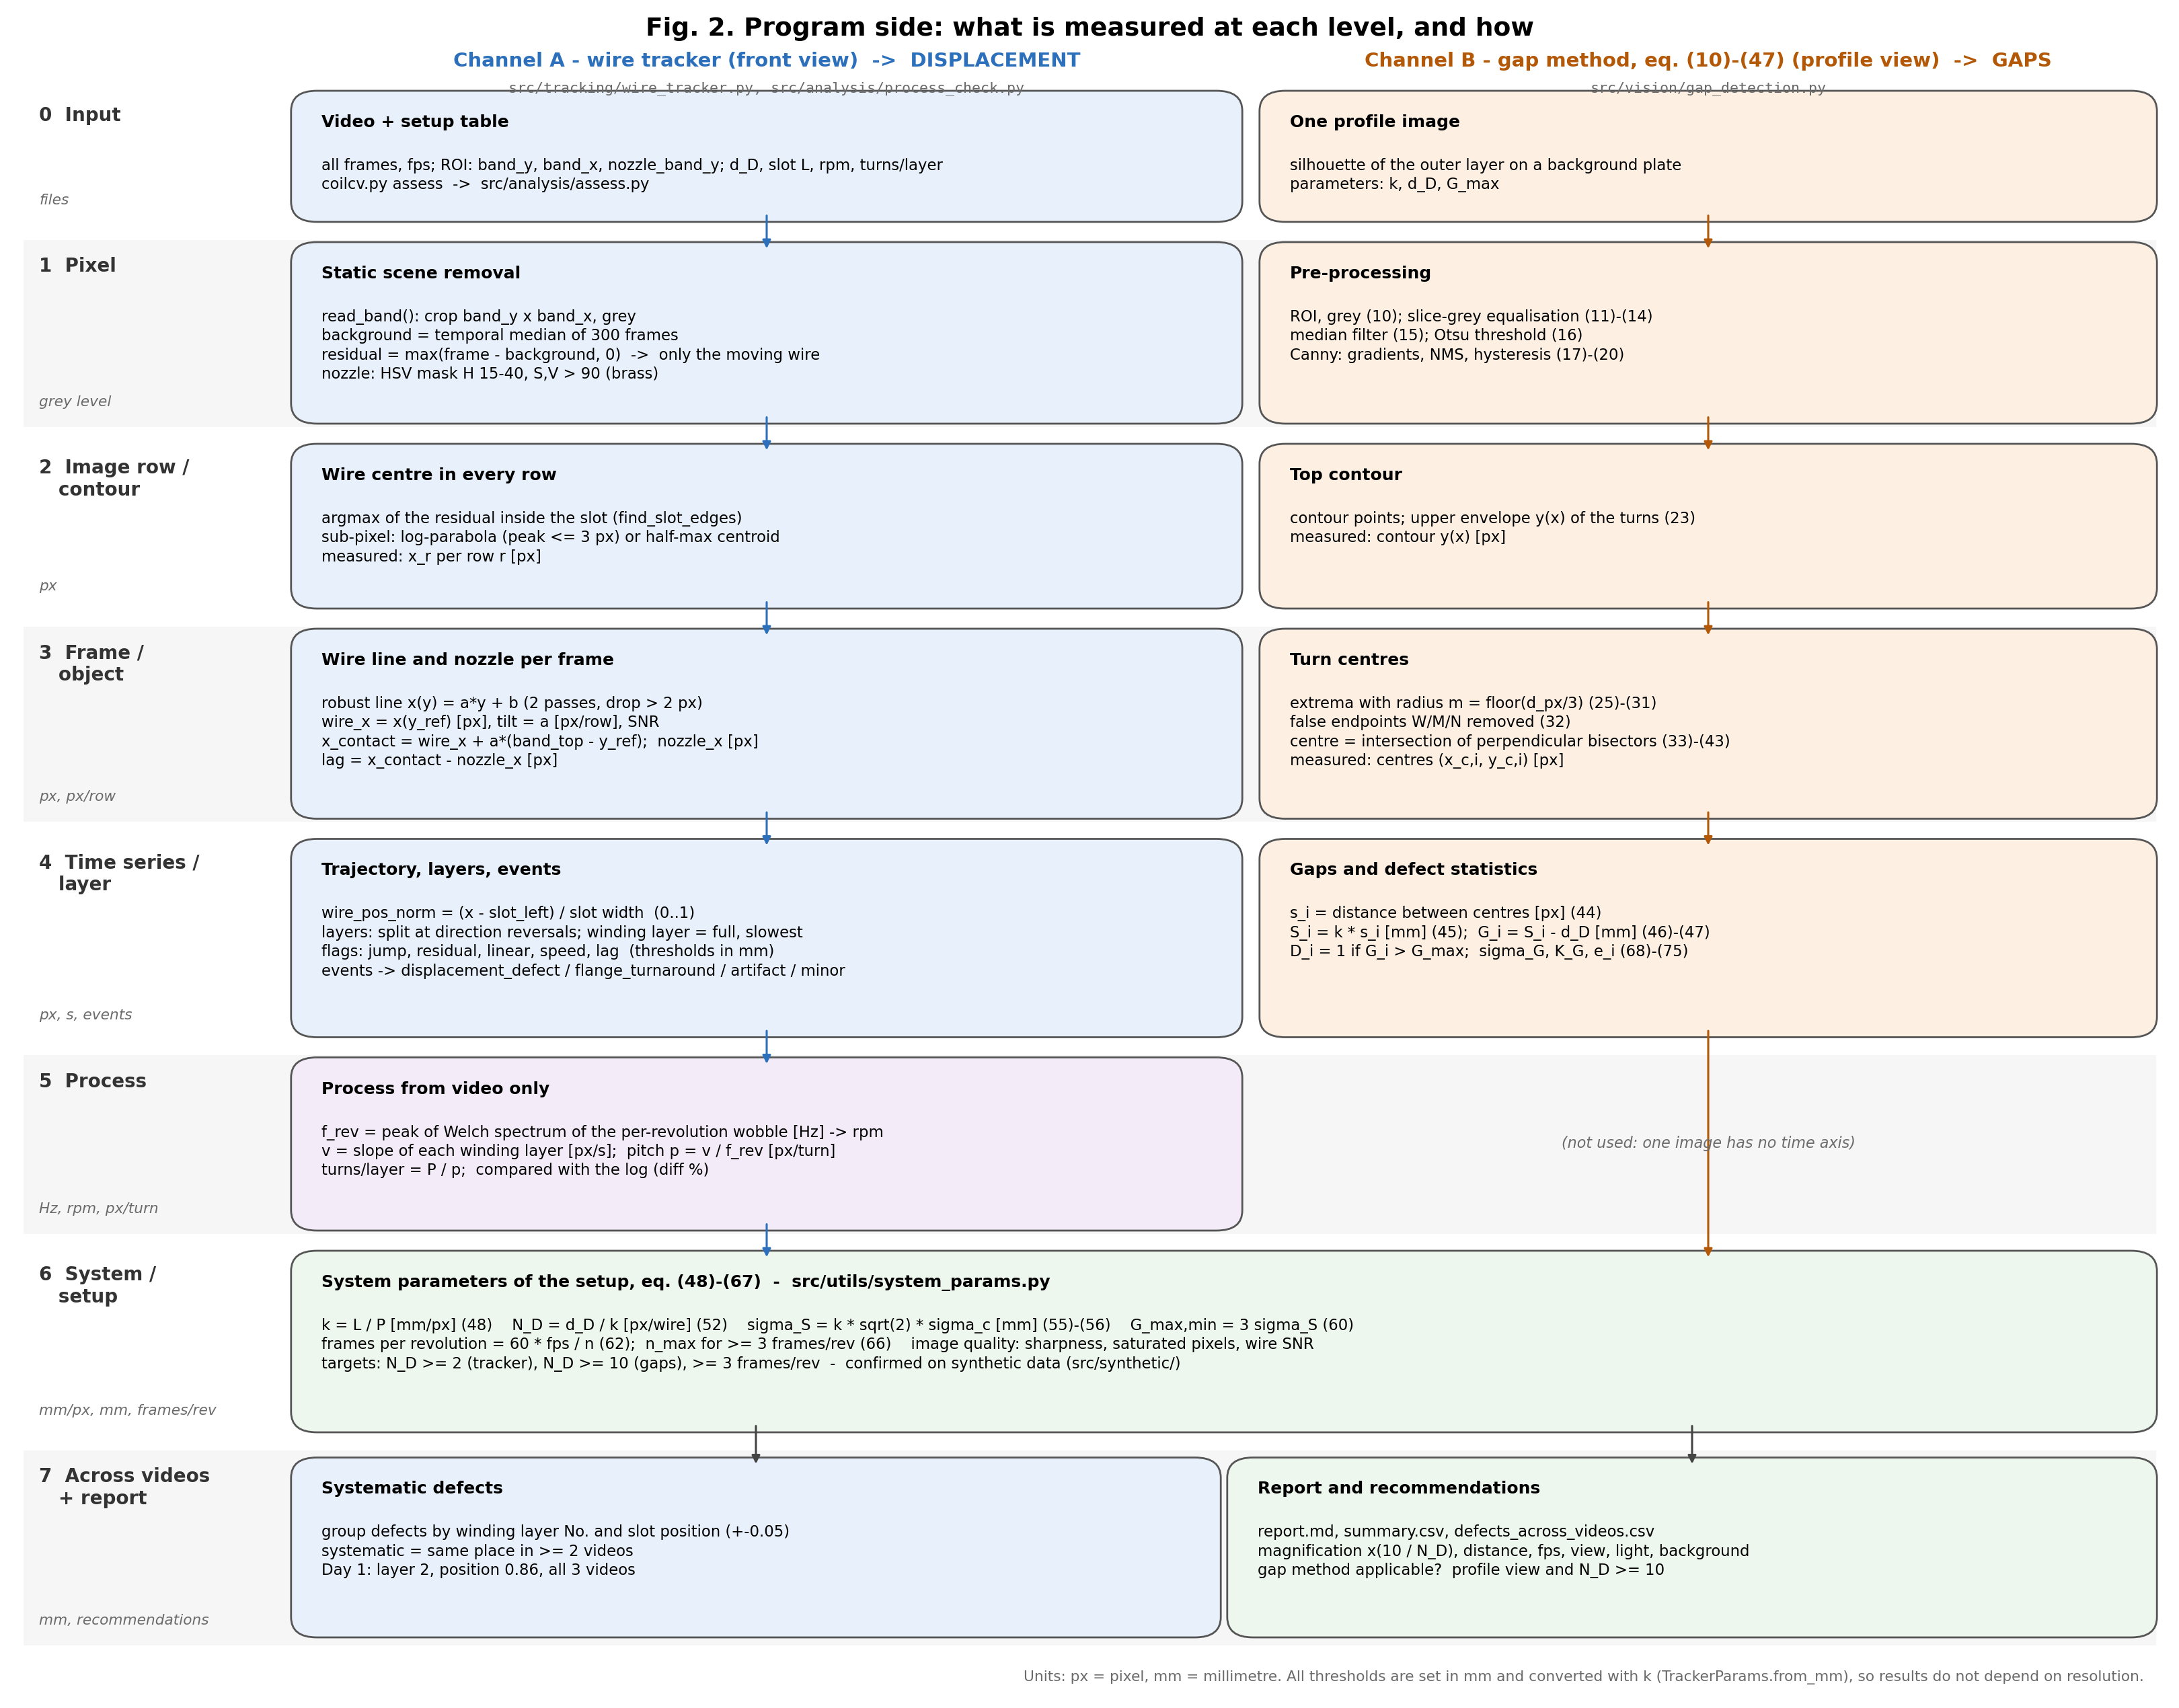 Fig. 2. Program side: what is measured at each level, and how
Channel A - wire tracker (front view)  ->  DISPLACEMENT
Channel B - gap method, eq. (10)-(47) (profile view)  ->  GAPS
src/tracking/wire_tracker.py, src/analysis/process_check.py
src/vision/gap_detection.py
0  Input
files
Video + setup table
all frames, fps; ROI: band_y, band_x, nozzle_band_y; d_D, slot L, rpm, turns/layer
coilcv.py assess  ->  src/analysis/assess.py
One profile image
silhouette of the outer layer on a background plate
parameters: k, d_D, G_max
1  Pixel
grey level
Static scene removal
read_band(): crop band_y x band_x, grey
background = temporal median of 300 frames
residual = max(frame - background, 0)  ->  only the moving wire
nozzle: HSV mask H 15-40, S,V > 90 (brass)
Pre-processing
ROI, grey (10); slice-grey equalisation (11)-(14)
median filter (15); Otsu threshold (16)
Canny: gradients, NMS, hysteresis (17)-(20)
2  Image row /
contour
px
Wire centre in every row
argmax of the residual inside the slot (find_slot_edges)
sub-pixel: log-parabola (peak <= 3 px) or half-max centroid
measured: x_r per row r [px]
Top contour
contour points; upper envelope y(x) of the turns (23)
measured: contour y(x) [px]
3  Frame /
object
px, px/row
Wire line and nozzle per frame
robust line x(y) = a*y + b (2 passes, drop > 2 px)
wire_x = x(y_ref) [px], tilt = a [px/row], SNR
x_contact = wire_x + a*(band_top - y_ref);  nozzle_x [px]
lag = x_contact - nozzle_x [px]
Turn centres
extrema with radius m = floor(d_px/3) (25)-(31)
false endpoints W/M/N removed (32)
centre = intersection of perpendicular bisectors (33)-(43)
measured: centres (x_c,i, y_c,i) [px]
4  Time series /
layer
px, s, events
Trajectory, layers, events
wire_pos_norm = (x - slot_left) / slot width  (0..1)
layers: split at direction reversals; winding layer = full, slowest
flags: jump, residual, linear, speed, lag  (thresholds in mm)
events -> displacement_defect / flange_turnaround / artifact / minor
Gaps and defect statistics
s_i = distance between centres [px] (44)
S_i = k * s_i [mm] (45);  G_i = S_i - d_D [mm] (46)-(47)
D_i = 1 if G_i > G_max;  sigma_G, K_G, e_i (68)-(75)
5  Process
Hz, rpm, px/turn
Process from video only
f_rev = peak of Welch spectrum of the per-revolution wobble [Hz] -> rpm
v = slope of each winding layer [px/s];  pitch p = v / f_rev [px/turn]
turns/layer = P / p;  compared with the log (diff %)
(not used: one image has no time axis)
6  System /
setup
mm/px, mm, frames/rev
System parameters of the setup, eq. (48)-(67)  -  src/utils/system_params.py
k = L / P [mm/px] (48)    N_D = d_D / k [px/wire] (52)    sigma_S = k * sqrt(2) * sigma_c [mm] (55)-(56)    G_max,min = 3 sigma_S (60)
frames per revolution = 60 * fps / n (62);  n_max for >= 3 frames/rev (66)    image quality: sharpness, saturated pixels, wire SNR
targets: N_D >= 2 (tracker), N_D >= 10 (gaps), >= 3 frames/rev  -  confirmed on synthetic data (src/synthetic/)
7  Across videos
+ report
mm, recommendations
Systematic defects
group defects by winding layer No. and slot position (+-0.05)
systematic = same place in >= 2 videos
Day 1: layer 2, position 0.86, all 3 videos
Report and recommendations
report.md, summary.csv, defects_across_videos.csv
magnification x(10 / N_D), distance, fps, view, light, background
gap method applicable?  profile view and N_D >= 10
Units: px = pixel, mm = millimetre. All thresholds are set in mm and converted with k (TrackerParams.from_mm), so results do not depend on resolution.